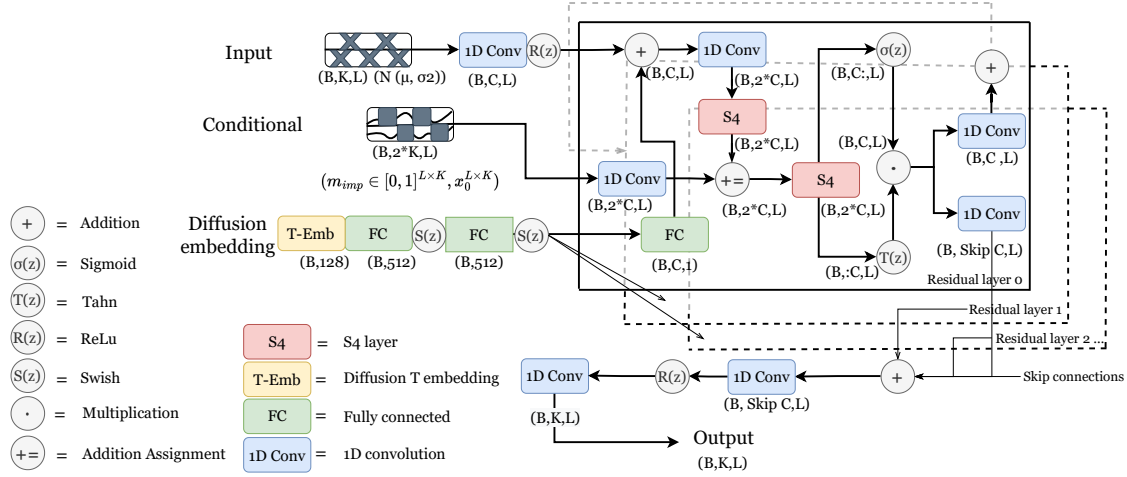 Input
(B,K,L) (N (μ, σ2))
1D Conv
R(z)
(B,C,L)
+
(B,C,L)
1D Conv
(B,2*C,L)
S4
(B,2*C,L)
σ(z)
(B,C:,L)
+
Conditional
(B,2*K,L)
(m_imp ∈ [0, 1]^{L×K}, x_0^{L×K})
1D Conv
(B,2*C,L)
+=
(B,2*C,L)
S4
(B,2*C,L)
(B,C,L)
·
1D Conv
(B,C ,L)
1D Conv
(B, Skip C,L)
Diffusion
embedding
T-Emb
(B,128)
FC
(B,512)
S(z)
FC
(B,512)
S(z)
FC
(B,C,1)
T(z)
(B,:C,L)
Residual layer 0
Residual layer 1
Residual layer 2 ...
Skip connections
+
1D Conv
(B, Skip C,L)
R(z)
1D Conv
(B,K,L)
Output
(B,K,L)
+ = Addition
σ(z) = Sigmoid
T(z) = Tahn
R(z) = ReLu
S(z) = Swish
· = Multiplication
+= = Addition Assignment
S4 = S4 layer
T-Emb = Diffusion T embedding
FC = Fully connected
1D Conv = 1D convolution